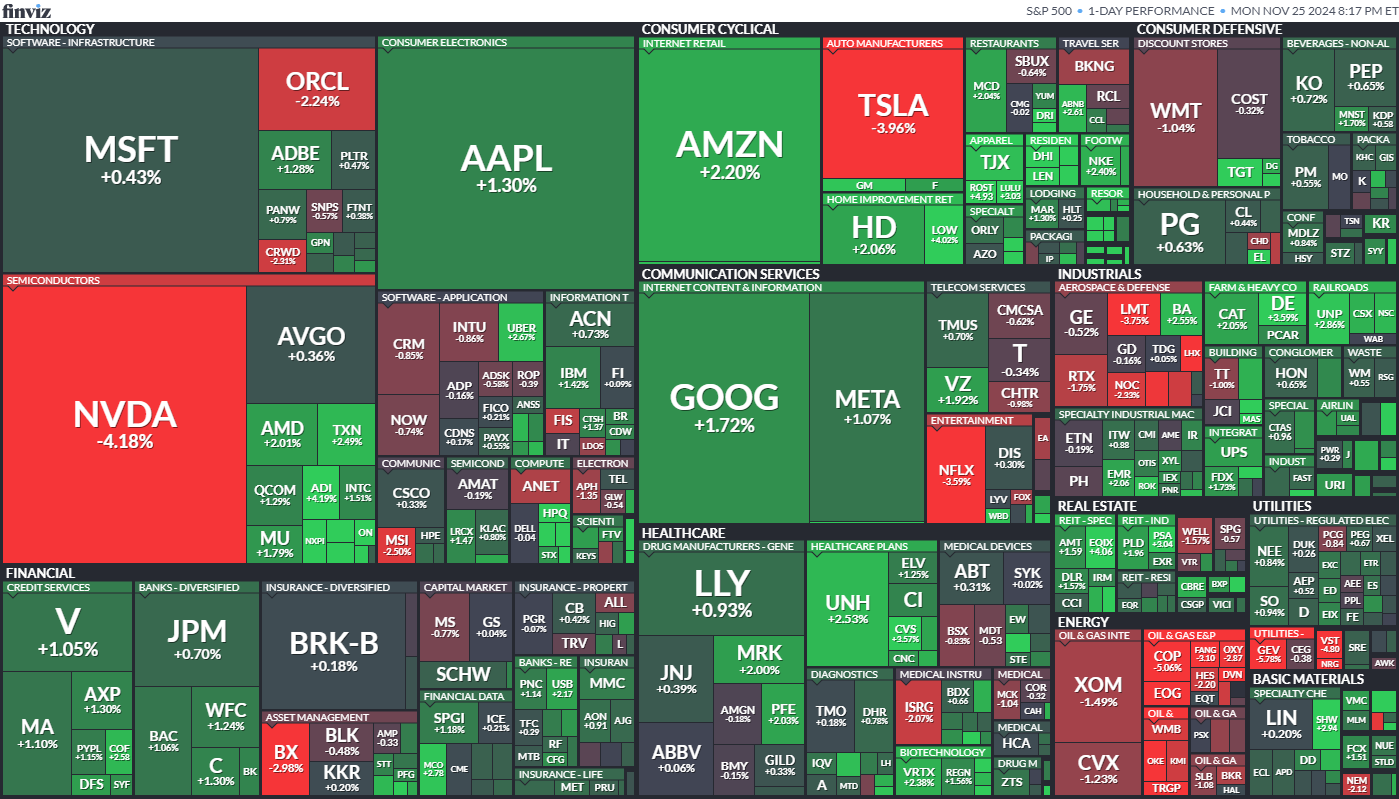 finviz
S&P 500 • 1-DAY PERFORMANCE • MON NOV 25 2024 8:17 PM ET
TECHNOLOGY
SOFTWARE - INFRASTRUCTURE
MSFT
+0.43%
ORCL
-2.24%
ADBE
+1.28%
PLTR
+0.47%
PANW
+0.79%
SNPS
-0.57%
FTNT
+0.38%
CRWD
-2.31%
GPN
CONSUMER ELECTRONICS
AAPL
+1.30%
SEMICONDUCTORS
NVDA
-4.18%
AVGO
+0.36%
AMD
+2.01%
TXN
+2.49%
QCOM
+1.29%
ADI
+4.19%
INTC
+1.51%
MU
+1.79%
NXPI
ON
SOFTWARE - APPLICATION
CRM
-0.85%
INTU
-0.86%
UBER
+2.67%
NOW
-0.74%
ADP
-0.16%
ADSK
-0.58%
ROP
-0.39
FICO
+0.21%
ANSS
CDNS
+0.17%
PAYX
+0.55%
INFORMATION T
ACN
+0.73%
IBM
+1.42%
FI
+0.09%
FIS
CTSH
+1.37
BR
CDW
IT
LDOS
COMMUNIC
CSCO
+0.33%
MSI
-2.50%
HPE
SEMICOND
AMAT
-0.19%
LRCX
+1.47
KLAC
+0.80%
COMPUTE
ANET
DELL
-0.04
HPQ
STX
ELECTRON
APH
-1.35
TEL
GLW
-0.54
SCIENTI
FTV
KEYS
CONSUMER CYCLICAL
INTERNET RETAIL
AMZN
+2.20%
AUTO MANUFACTURERS
TSLA
-3.96%
GM
F
HOME IMPROVEMENT RET
HD
+2.06%
LOW
+4.02%
RESTAURANTS
MCD
+2.04%
SBUX
-0.64%
CMG
-0.02
YUM
DRI
TRAVEL SER
BKNG
ABNB
+2.61
RCL
CCL
APPAREL
TJX
ROST
+4.93
LULU
+3.03
RESIDEN
DHI
LEN
FOOTW
NKE
+2.40%
LODGING
MAR
+1.30%
HLT
+0.25
RESOR
SPECIALT
ORLY
AZO
PACKAGI
IP
CONSUMER DEFENSIVE
DISCOUNT STORES
WMT
-1.04%
COST
-0.32%
TGT
DG
BEVERAGES - NON-AL
KO
+0.72%
PEP
+0.65%
MNST
+1.70%
KDP
+0.58
TOBACCO
PM
+0.55%
MO
PACKA
KHC
GIS
K
HOUSEHOLD & PERSONAL P
PG
+0.63%
CL
+0.44%
CHD
EL
CONF
MDLZ
+0.84%
HSY
TSN
STZ
KR
SYY
COMMUNICATION SERVICES
INTERNET CONTENT & INFORMATION
GOOG
+1.72%
META
+1.07%
TELECOM SERVICES
TMUS
+0.70%
CMCSA
-0.62%
T
-0.34%
VZ
+1.92%
CHTR
-0.98%
ENTERTAINMENT
NFLX
-3.59%
DIS
+0.30%
LYV
FOX
WBD
EA
INDUSTRIALS
AEROSPACE & DEFENSE
GE
-0.52%
LMT
-3.75%
BA
+2.55%
RTX
-1.75%
GD
-0.16%
TDG
+0.05%
LHX
NOC
-2.33%
FARM & HEAVY CO
CAT
+2.05%
DE
+3.59%
PCAR
RAILROADS
UNP
+2.86%
CSX
NSC
WAB
BUILDING
TT
-1.00%
JCI
MAS
CONGLOMER
HON
+0.65%
WASTE
WM
+0.55
RSG
SPECIALTY INDUSTRIAL MAC
ETN
-0.19%
PH
ITW
+0.88
CMI
AME
IR
EMR
+2.06
OTIS
XYL
ROK
IEX
PNR
INTEGRAT
UPS
FDX
+1.73%
SPECIAL
CTAS
+0.96
AIRLIN
UAL
INDUST
FAST
PWR
+0.29
J
URI
HEALTHCARE
DRUG MANUFACTURERS - GENE
LLY
+0.93%
JNJ
+0.39%
MRK
+2.00%
ABBV
+0.06%
AMGN
-0.18%
PFE
+2.03%
BMY
-0.15%
GILD
+0.33%
HEALTHCARE PLANS
UNH
+2.53%
ELV
+1.25%
CI
CVS
+3.57%
CNC
MEDICAL DEVICES
ABT
+0.31%
SYK
+0.02%
BSX
-0.83%
MDT
-0.53
EW
STE
DIAGNOSTICS
TMO
+0.18%
DHR
+0.78%
IQV
LH
A
MTD
MEDICAL INSTRU
ISRG
-2.07%
BDX
+0.66
BIOTECHNOLOGY
VRTX
+2.38%
REGN
+1.56%
MEDICAL
MCK
-1.04
COR
-0.32
CAH
MEDICAL
HCA
DRUG M
ZTS
REAL ESTATE
REIT - SPEC
AMT
+1.59
EQIX
+4.06
DLR
+1.57%
IRM
CCI
REIT - IND
PLD
+1.96
PSA
+3.04
EXR
WELL
-1.57%
VTR
SPG
-0.57
REIT - RESI
EQR
CBRE
BXP
CSGP
VICI
UTILITIES
UTILITIES - REGULATED ELEC
NEE
+0.84%
SO
+0.94%
DUK
+0.26
AEP
+0.52
D
PCG
-0.84
PEG
+0.67
XEL
EXC
ETR
ED
AEE
ES
PPL
EIX
FE
UTILITIES -
GEV
-5.78%
CEG
-0.38
VST
-4.80
NRG
SRE
AWK
ENERGY
OIL & GAS INTE
XOM
-1.49%
CVX
-1.23%
OIL & GAS E&P
COP
-5.06%
EOG
FANG
-3.10
OXY
-2.87
HES
-2.20
DVN
EQT
OIL &
WMB
OKE
KMI
TRGP
OIL & GA
PSX
OIL & GA
SLB
-1.08
BKR
HAL
BASIC MATERIALS
SPECIALTY CHE
LIN
+0.20%
SHW
+2.94
ECL
APD
DD
VMC
MLM
FCX
+1.51
NUE
STLD
NEM
-2.12
FINANCIAL
CREDIT SERVICES
V
+1.05%
MA
+1.10%
AXP
+1.30%
PYPL
+1.15%
COF
+2.58
DFS
SYF
BANKS - DIVERSIFIED
JPM
+0.70%
BAC
+1.06%
WFC
+1.24%
C
+1.30%
BK
INSURANCE - DIVERSIFIED
BRK-B
+0.18%
ASSET MANAGEMENT
BX
-2.98%
BLK
-0.48%
KKR
+0.20%
AMP
-0.33
STT
PFG
CAPITAL MARKET
MS
-0.77%
GS
+0.04%
SCHW
FINANCIAL DATA
SPGI
+1.18%
ICE
+0.21%
MCO
+2.78
CME
INSURANCE - PROPERT
PGR
-0.07%
CB
+0.42%
ALL
HIG
TRV
L
BANKS - RE
PNC
+1.14
USB
+2.17
TFC
+0.29
MTB
RF
CFG
INSURAN
MMC
AON
+0.91
AJG
INSURANCE - LIFE
MET
PRU